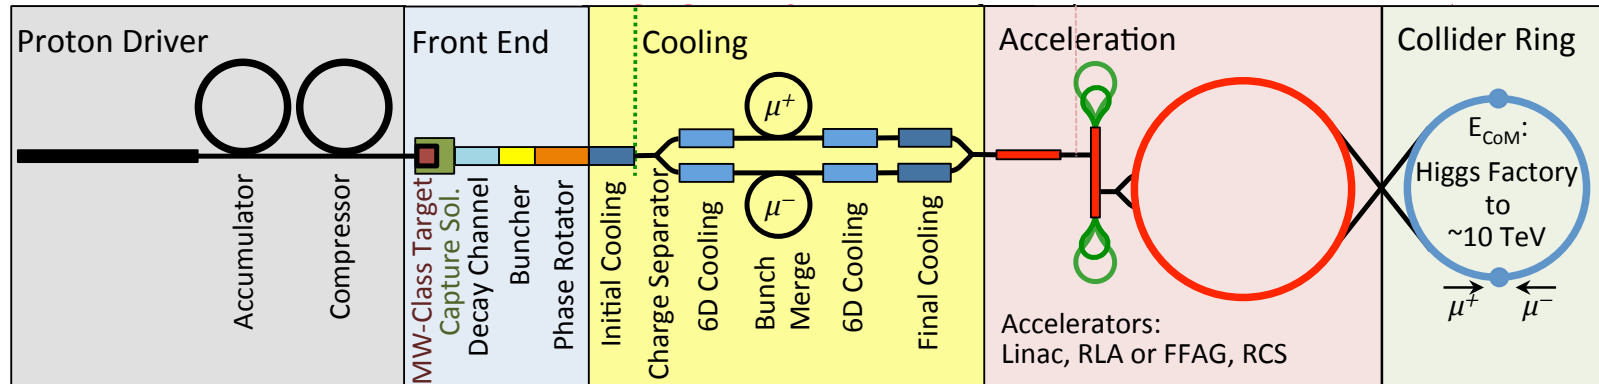 Proton Driver
Accumulator
Compressor
Front End
MW-Class Target
Capture Sol.
Decay Channel
Buncher
Phase Rotator
Cooling
Initial Cooling
Charge Separator
6D Cooling
μ⁺
μ⁻
Bunch
Merge
6D Cooling
Final Cooling
Acceleration
Accelerators:
Linac, RLA or FFAG, RCS
Collider Ring
E_CoM:
Higgs Factory
to
~10 TeV
μ⁺ μ⁻